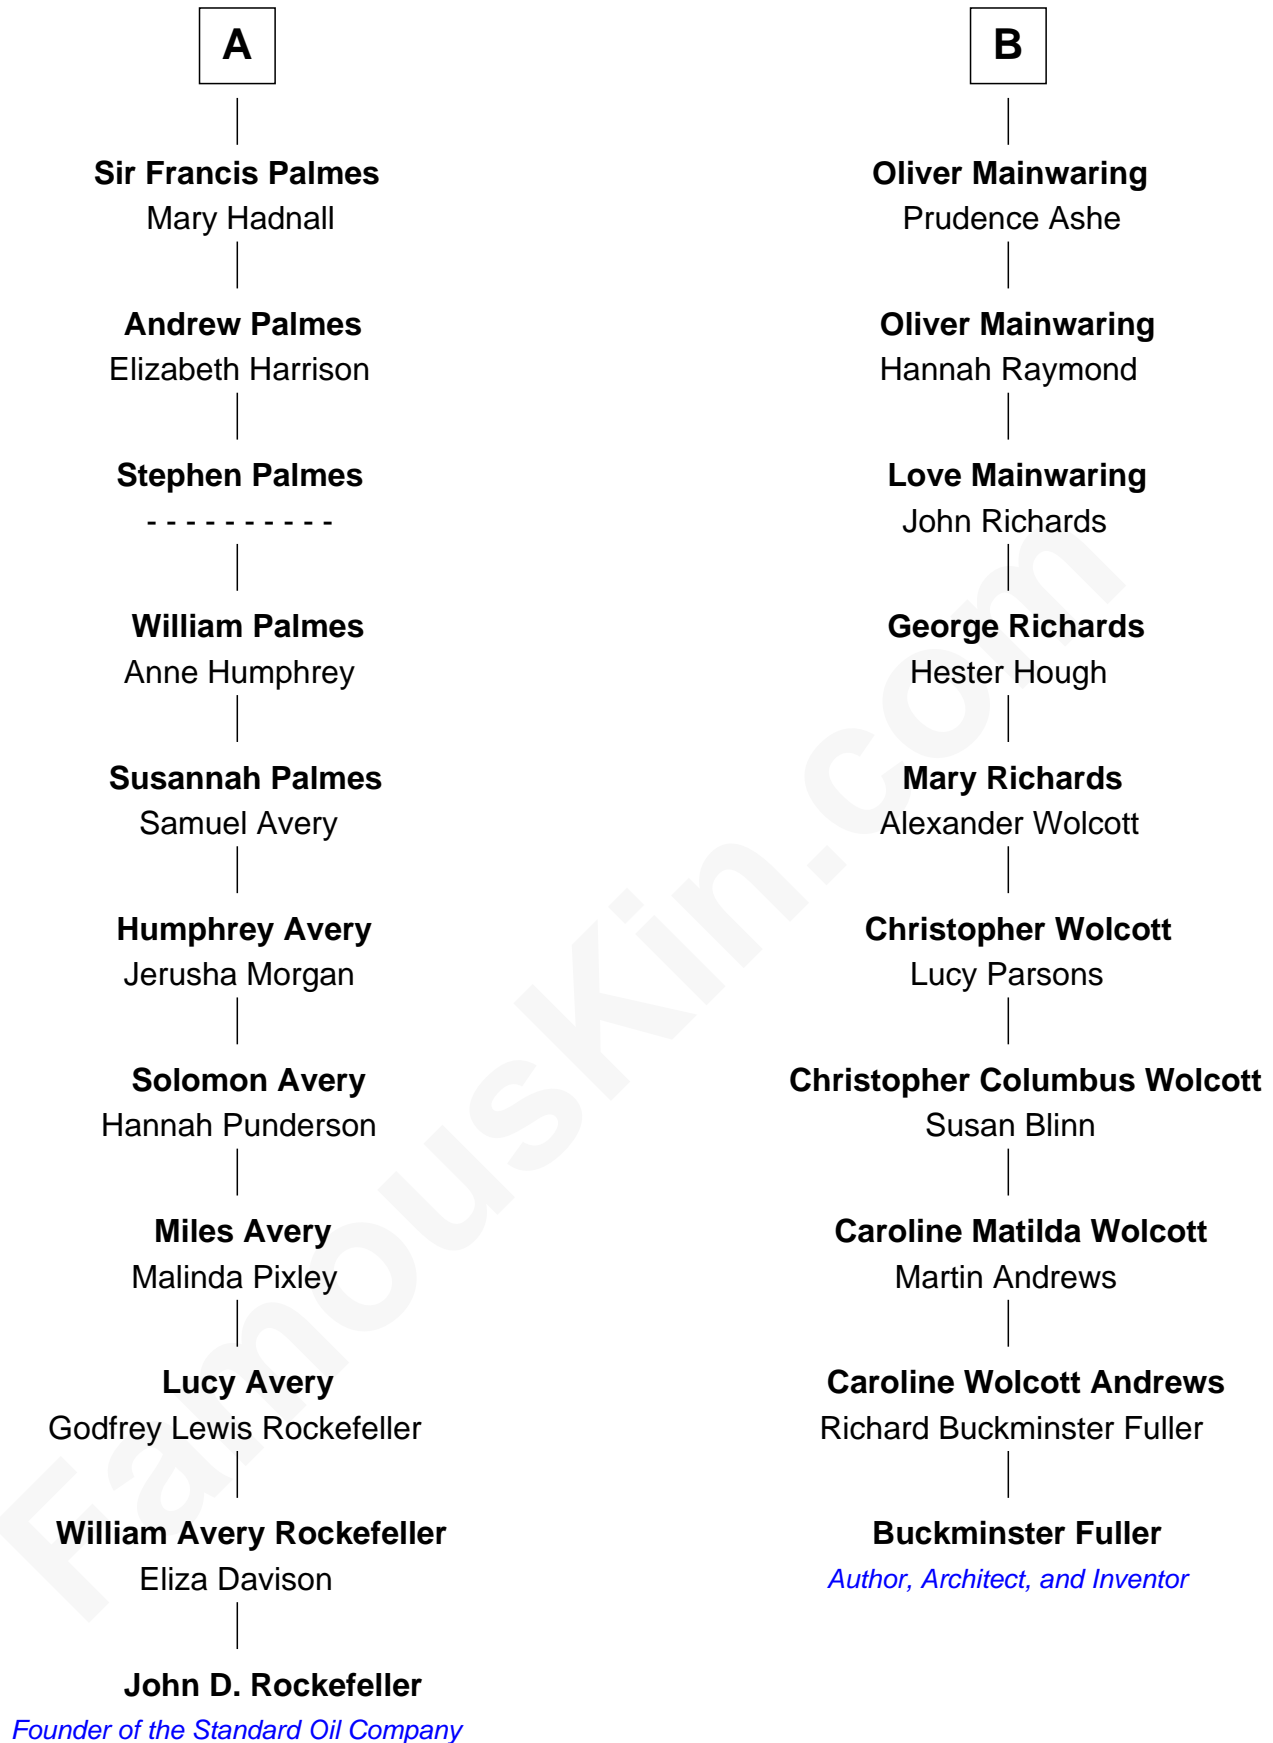 A
Sir Francis Palmes
Mary Hadnall
Andrew Palmes
Elizabeth Harrison
Stephen Palmes
- - - - - - - - - -
William Palmes
Anne Humphrey
Susannah Palmes
Samuel Avery
Humphrey Avery
Jerusha Morgan
Solomon Avery
Hannah Punderson
Miles Avery
Malinda Pixley
Lucy Avery
Godfrey Lewis Rockefeller
William Avery Rockefeller
Eliza Davison
John D. Rockefeller
Founder of the Standard Oil Company
B
Oliver Mainwaring
Prudence Ashe
Oliver Mainwaring
Hannah Raymond
Love Mainwaring
John Richards
George Richards
Hester Hough
Mary Richards
Alexander Wolcott
Christopher Wolcott
Lucy Parsons
Christopher Columbus Wolcott
Susan Blinn
Caroline Matilda Wolcott
Martin Andrews
Caroline Wolcott Andrews
Richard Buckminster Fuller
Buckminster Fuller
Author, Architect, and Inventor
FamousKin.com